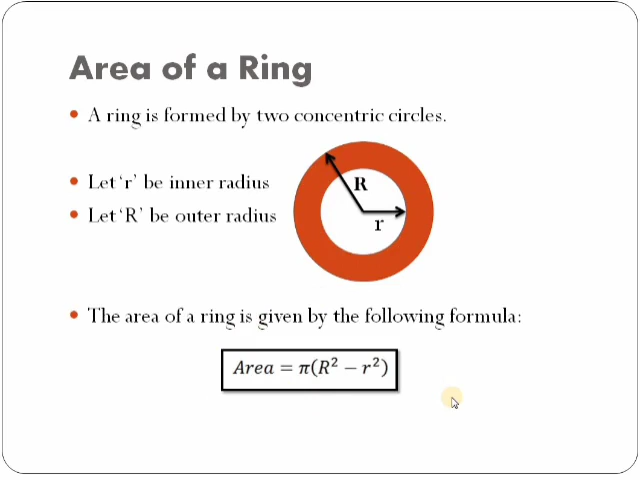 Area of a Ring
• A ring is formed by two concentric circles.
• Let ‘r’ be inner radius
• Let ‘R’ be outer radius
R
r
• The area of a ring is given by the following formula:
Area = π(R² − r²)